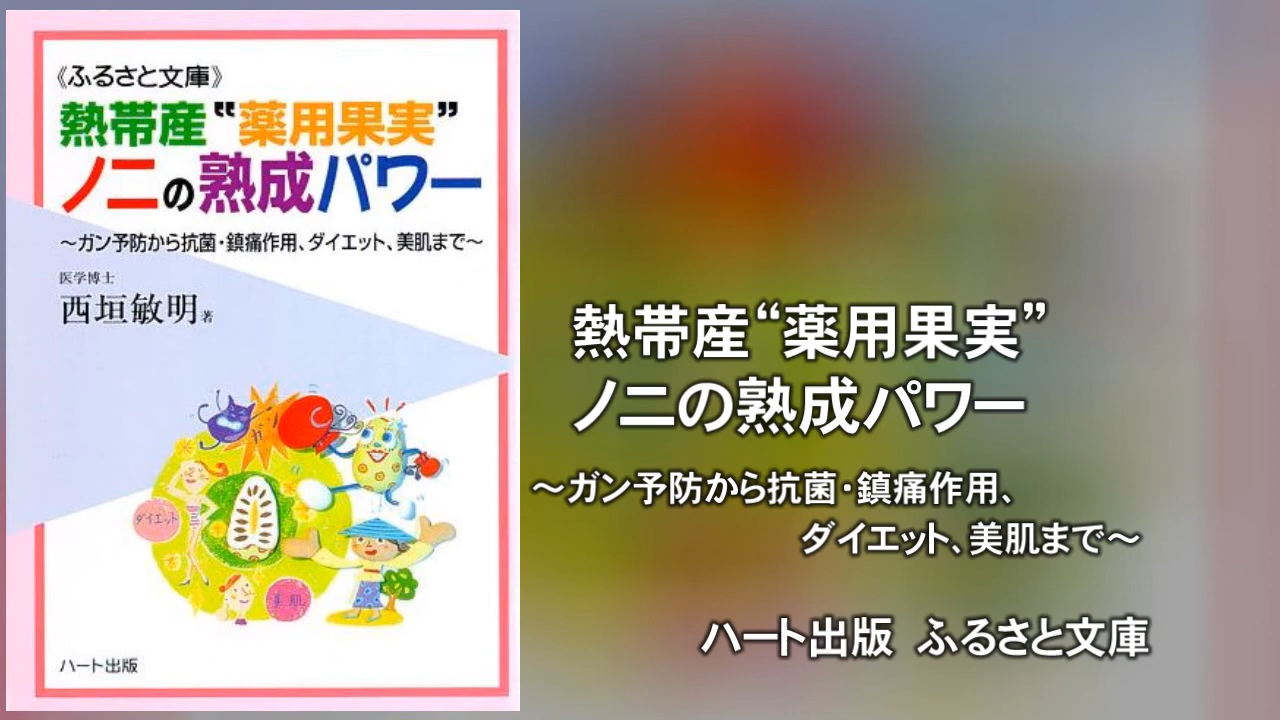 《ふるさと文庫》
熱帯産“薬用果実”
ノニの熟成パワー
〜ガン予防から抗菌・鎮痛作用、ダイエット、美肌まで〜
医学博士
西垣敏明著
ガン
ダイエット
美肌
ハート出版
熱帯産“薬用果実”
ノニの熟成パワー
〜ガン予防から抗菌・鎮痛作用、
ダイエット、美肌まで〜
ハート出版 ふるさと文庫